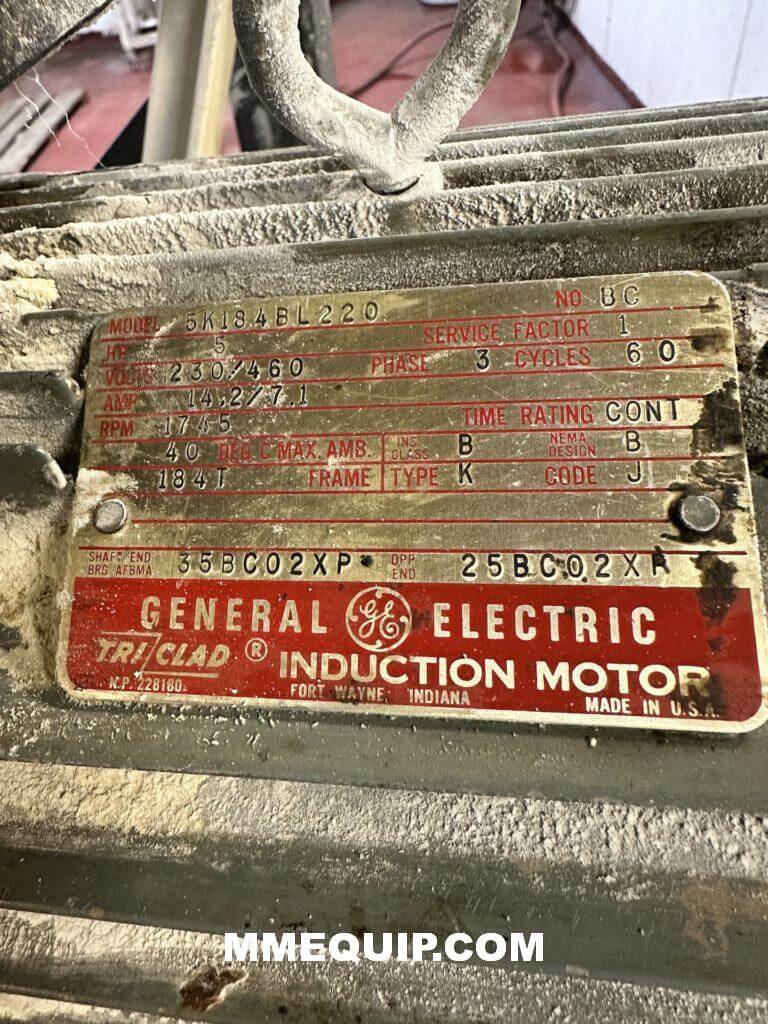 MODEL 5K184BL220 NO BC
HP 5 SERVICE FACTOR 1
VOLTS 230/460 PHASE 3 CYCLES 60
AMP 14.2/7.1
RPM 1745 TIME RATING CONT
40 DEG C MAX. AMB. INS CLASS B NEMA DESIGN B
184T FRAME TYPE K CODE J
SHAFT END BRG AFBMA 35BC02XP OPP END 25BC02XP
GENERAL GE ELECTRIC
TRI/CLAD ® INDUCTION MOTOR
N.P. 228180 FORT WAYNE, INDIANA MADE IN U.S.A.
MMEQUIP.COM